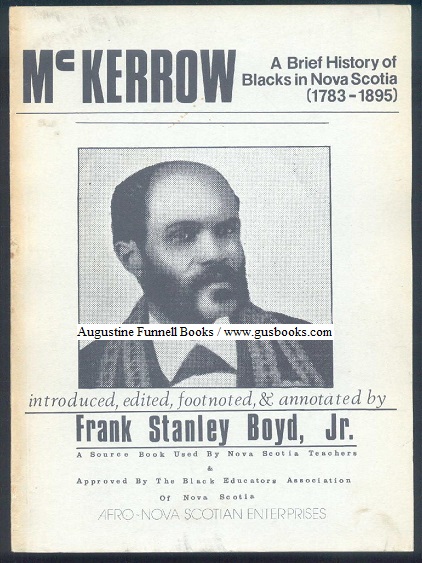 McKERROW
A Brief History of
Blacks in Nova Scotia
(1783-1895)
Augustine Funnell Books / www.gusbooks.com
introduced, edited, footnoted, & annotated by
Frank Stanley Boyd, Jr.
A Source Book Used By Nova Scotia Teachers
&
Approved By The Black Educators Association
Of Nova Scotia
AFRO-NOVA SCOTIAN ENTERPRISES